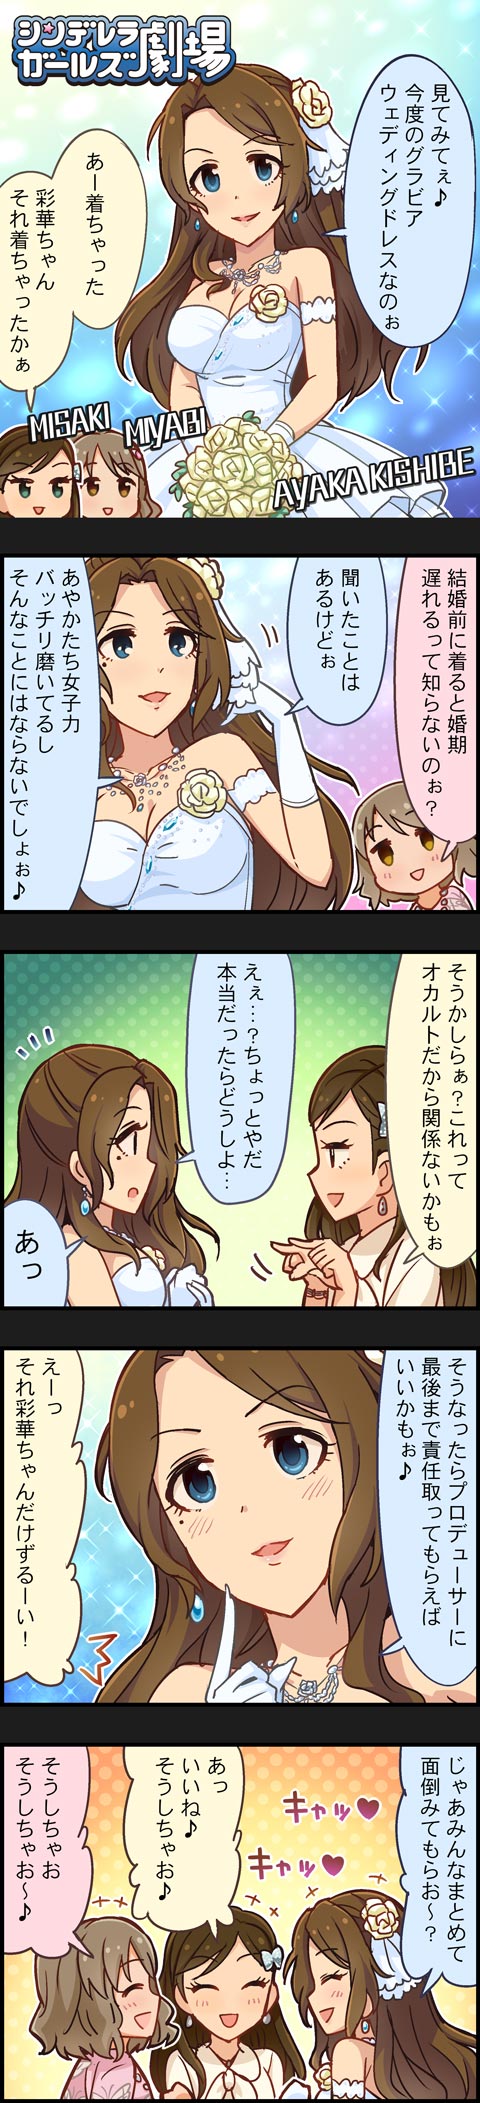 シンデレラ
ガールズ劇場
見てみてぇ♪
今度のグラビア
ウェディングドレスなのぉ
あー着ちゃった
彩華ちゃん
それ着ちゃったかぁ
MISAKI
MIYABI
AYAKA KISHIBE
結婚前に着ると婚期
遅れるって知らないのぉ？
聞いたことは
あるけどぉ
あやかたち女子力
バッチリ磨いてるし
そんなことにはならないでしょぉ♪
そうかしらぁ？これって
オカルトだから関係ないかもぉ
えぇ…？ちょっとやだ
本当だったらどうしよ…
あっ
そうなったらプロデューサーに
最後まで責任取ってもらえば
いいかもぉ♪
えーっ
それ彩華ちゃんだけずるーい！
じゃあみんなまとめて
面倒みてもらお～？
キャッ♥
キャッ♥
あっ
いいね♪
そうしちゃお♪
そうしちゃお
そうしちゃお～♪